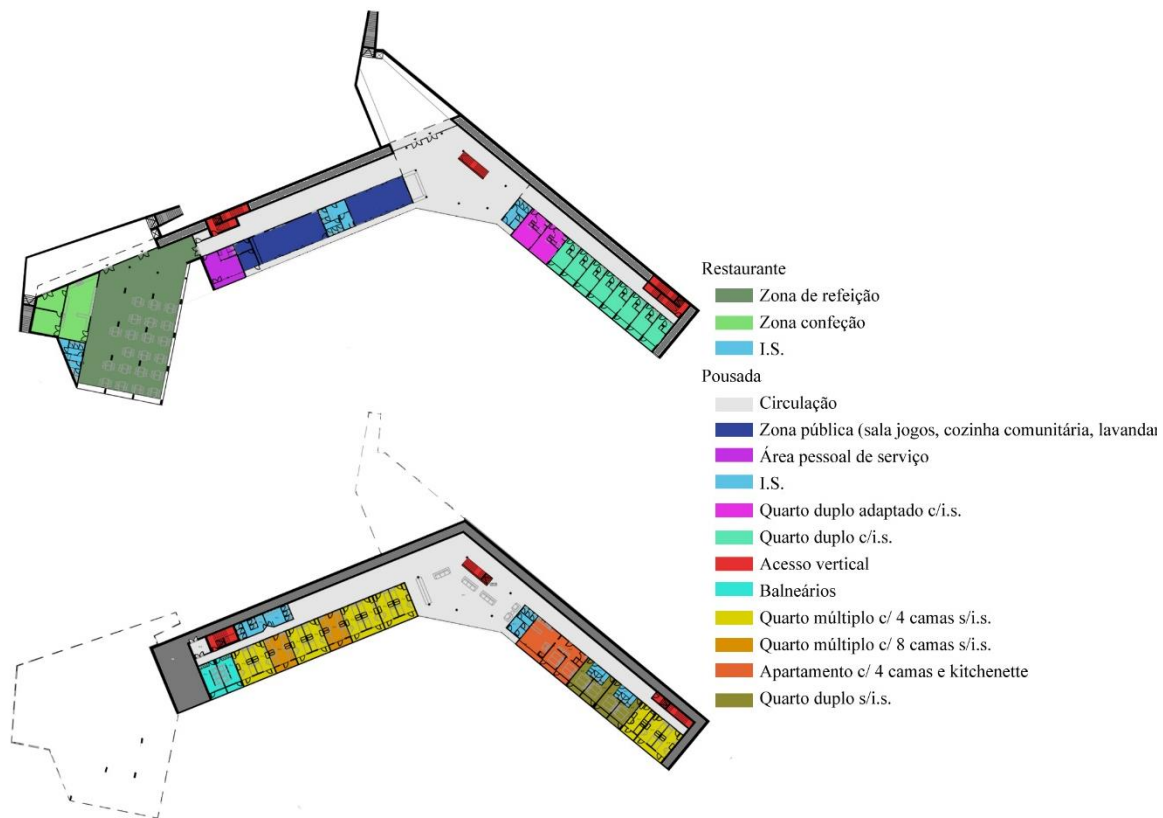 Restaurante
Zona de refeição
Zona confeção
I.S.
Pousada
Circulação
Zona pública (sala jogos, cozinha comunitária, lavandar
Área pessoal de serviço
I.S.
Quarto duplo adaptado c/i.s.
Quarto duplo c/i.s.
Acesso vertical
Balneários
Quarto múltiplo c/ 4 camas s/i.s.
Quarto múltiplo c/ 8 camas s/i.s.
Apartamento c/ 4 camas e kitchenette
Quarto duplo s/i.s.